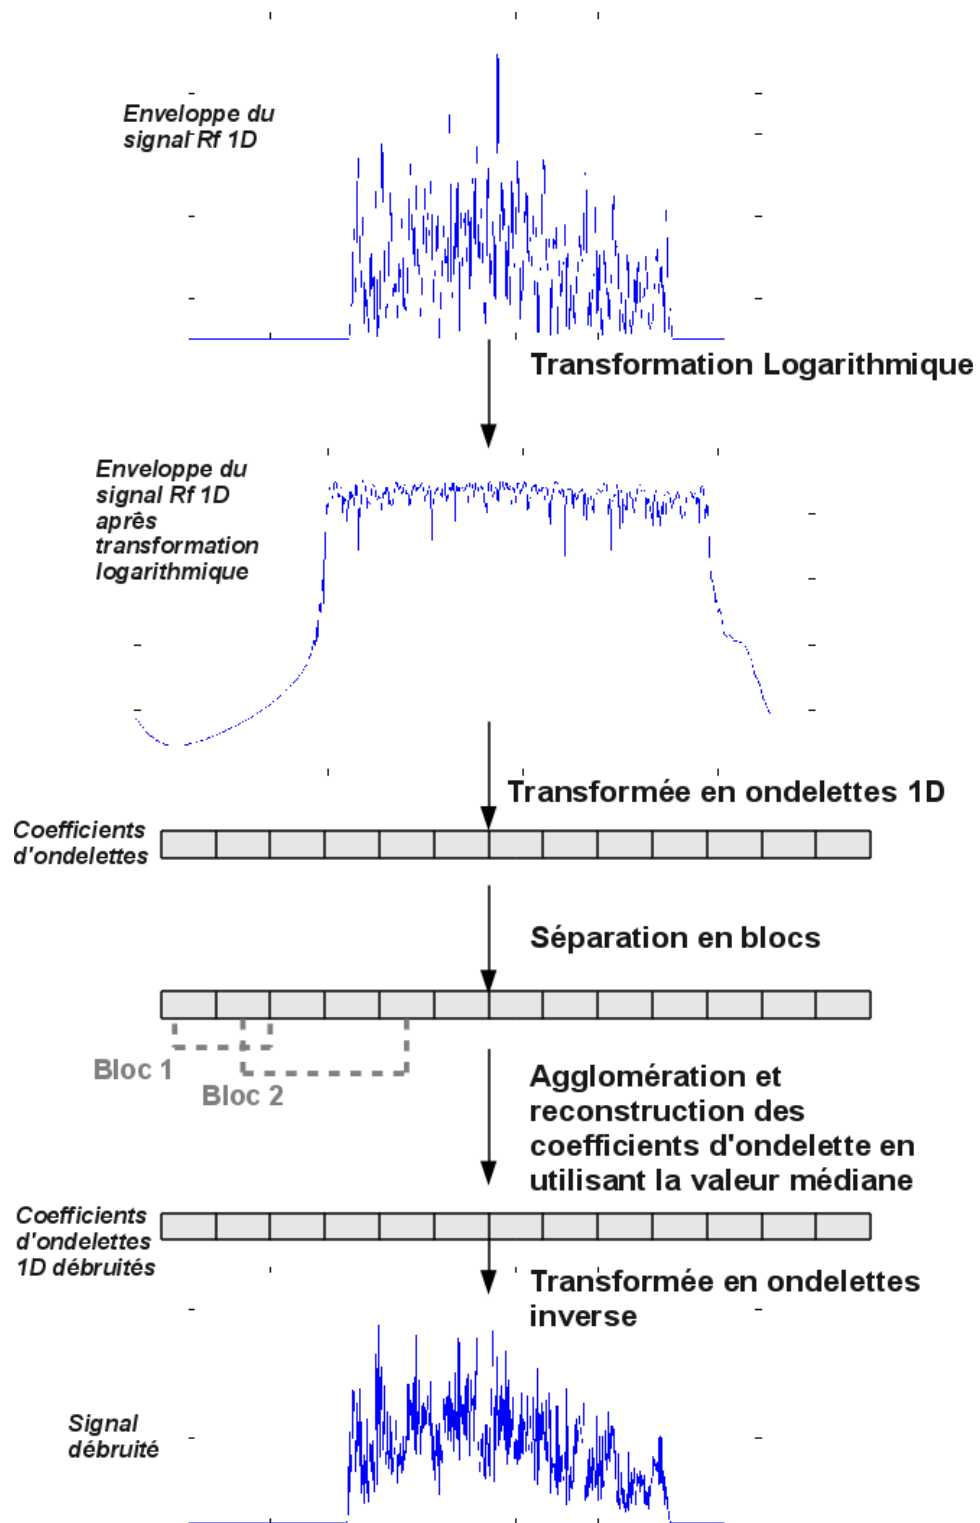 Enveloppe du
signal Rf 1D
Transformation Logarithmique
Enveloppe du
signal Rf 1D
après
transformation
logarithmique
Transformée en ondelettes 1D
Coefficients
d'ondelettes
Séparation en blocs
Bloc 1
Bloc 2
Agglomération et
reconstruction des
coefficients d'ondelette en
utilisant la valeur médiane
Coefficients
d'ondelettes
1D débruités
Transformée en ondelettes
inverse
Signal
débruité